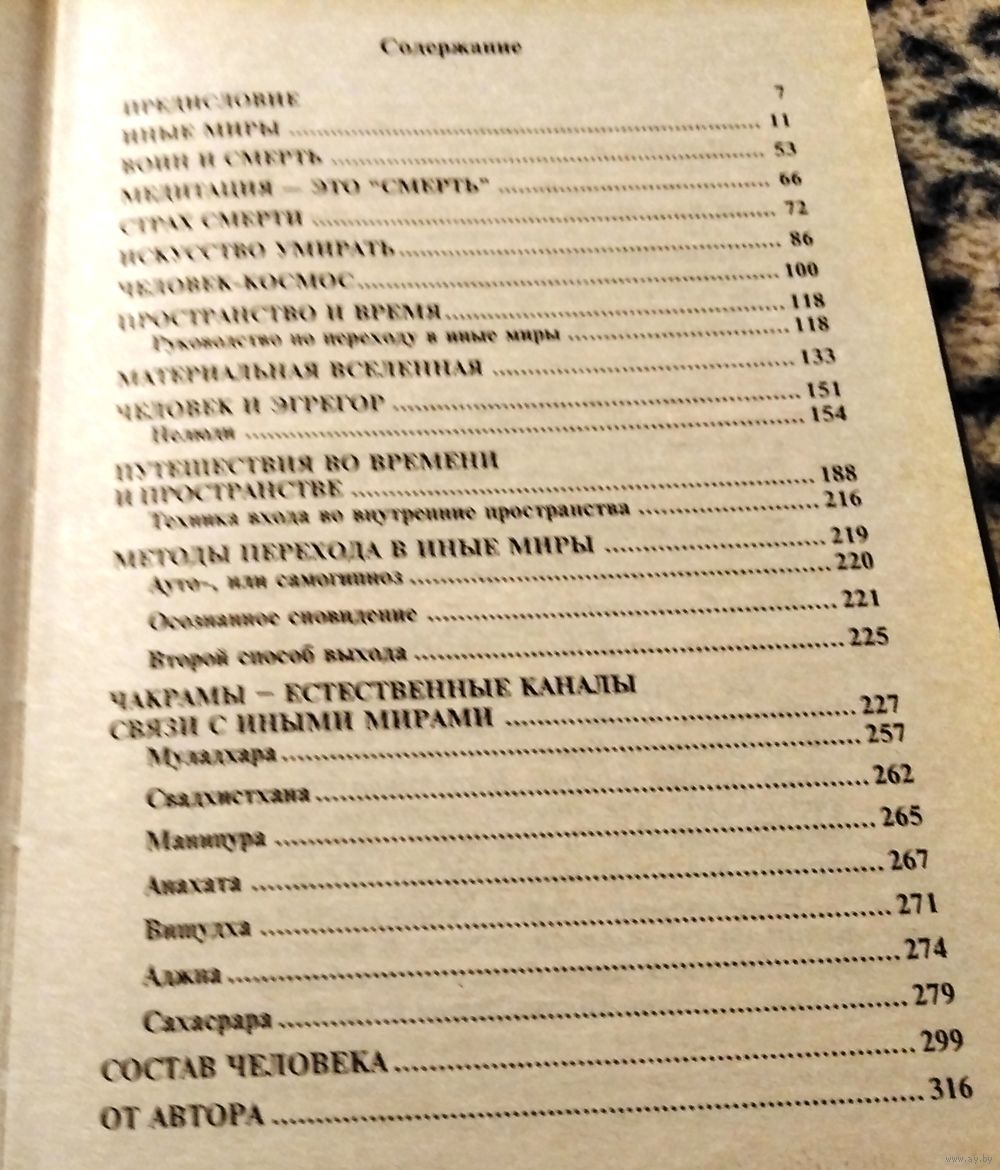 Содержание
ПРЕДИСЛОВИЕ 7
ИНЫЕ МИРЫ 11
ВОИН И СМЕРТЬ 53
МЕДИТАЦИЯ — ЭТО "СМЕРТЬ" 66
СТРАХ СМЕРТИ 72
ИСКУССТВО УМИРАТЬ 86
ЧЕЛОВЕК-КОСМОС 100
ПРОСТРАНСТВО И ВРЕМЯ 118
Руководство по переходу в иные миры 118
МАТЕРИАЛЬНАЯ ВСЕЛЕННАЯ 133
ЧЕЛОВЕК И ЭГРЕГОР 151
Нелюди 154
ПУТЕШЕСТВИЯ ВО ВРЕМЕНИ
И ПРОСТРАНСТВЕ 188
Техника входа во внутренние пространства 216
МЕТОДЫ ПЕРЕХОДА В ИНЫЕ МИРЫ 219
Ауто-, или самогипноз 220
Осознанное сновидение 221
Второй способ выхода 225
ЧАКРАМЫ — ЕСТЕСТВЕННЫЕ КАНАЛЫ
СВЯЗИ С ИНЫМИ МИРАМИ 227
Муладхара 257
Свадхистхана 262
Манипура 265
Анахата 267
Вишудха 271
Аджна 274
Сахасрара 279
СОСТАВ ЧЕЛОВЕКА 299
ОТ АВТОРА 316
www.ay.by